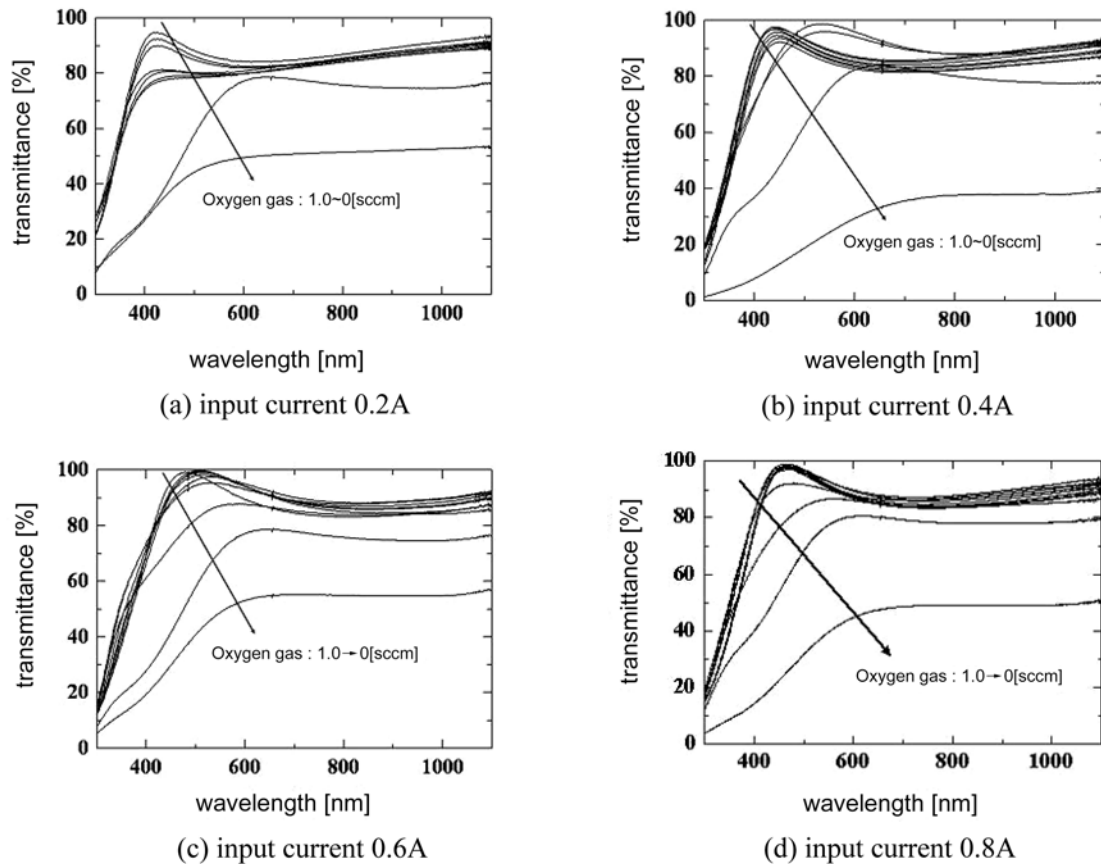 100
80
60
40
20
0
transmittance [%]
Oxygen gas : 1.0~0[sccm]
400
600
800
1000
wavelength [nm]
(a) input current 0.2A
100
80
60
40
20
0
transmittance [%]
Oxygen gas : 1.0~0[sccm]
400
600
800
1000
wavelength [nm]
(b) input current 0.4A
100
80
60
40
20
0
transmittance [%]
Oxygen gas : 1.0→0[sccm]
400
600
800
1000
wavelength [nm]
(c) input current 0.6A
100
80
60
40
20
0
transmittance [%]
Oxygen gas : 1.0→0[sccm]
400
600
800
1000
wavelength [nm]
(d) input current 0.8A